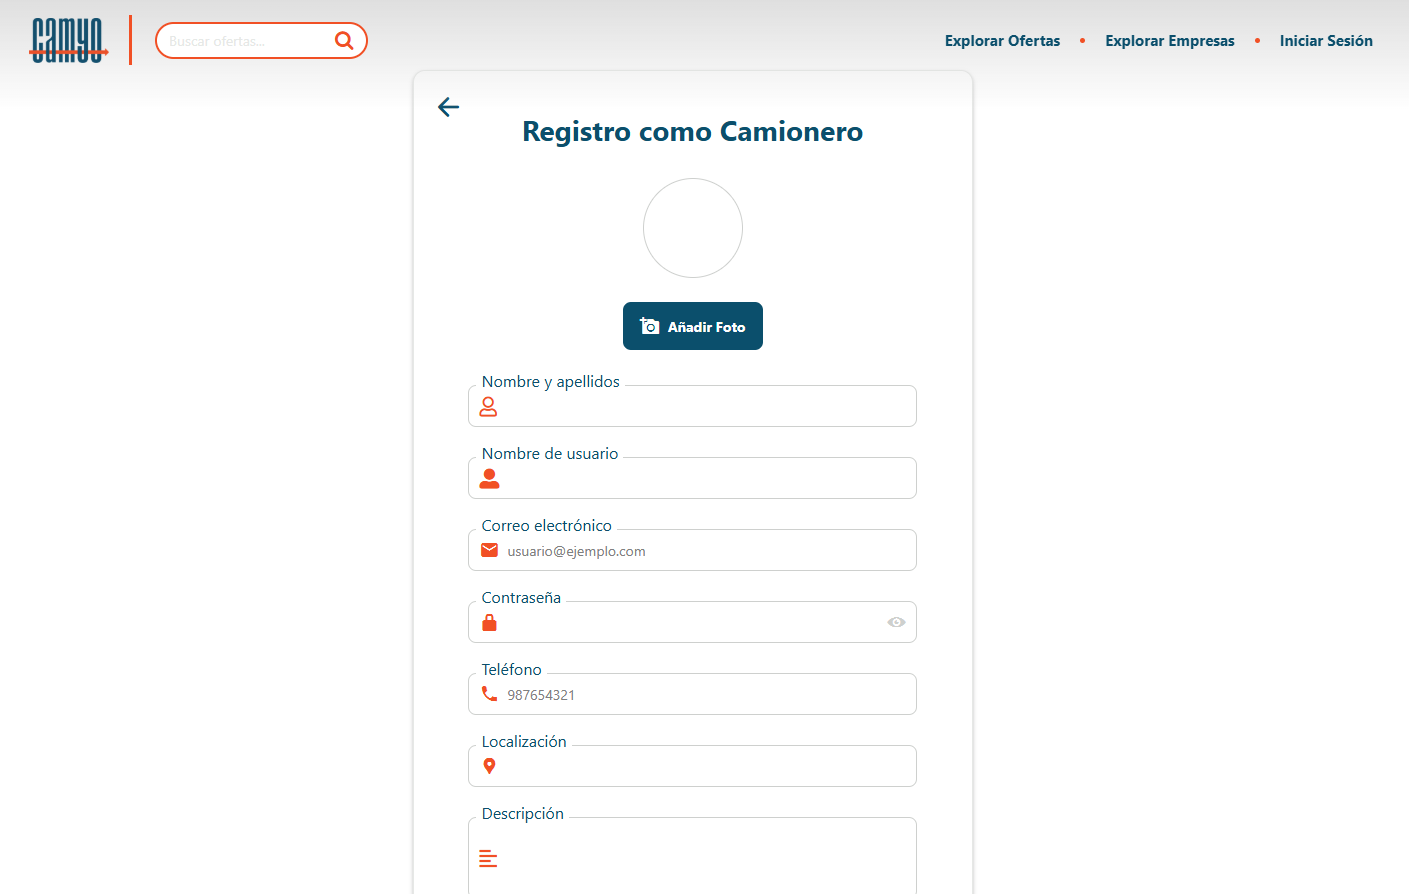 camyo
Buscar ofertas...
Explorar Ofertas • Explorar Empresas • Iniciar Sesión
Registro como Camionero
Añadir Foto
Nombre y apellidos
Nombre de usuario
Correo electrónico
usuario@ejemplo.com
Contraseña
Teléfono
987654321
Localización
Descripción